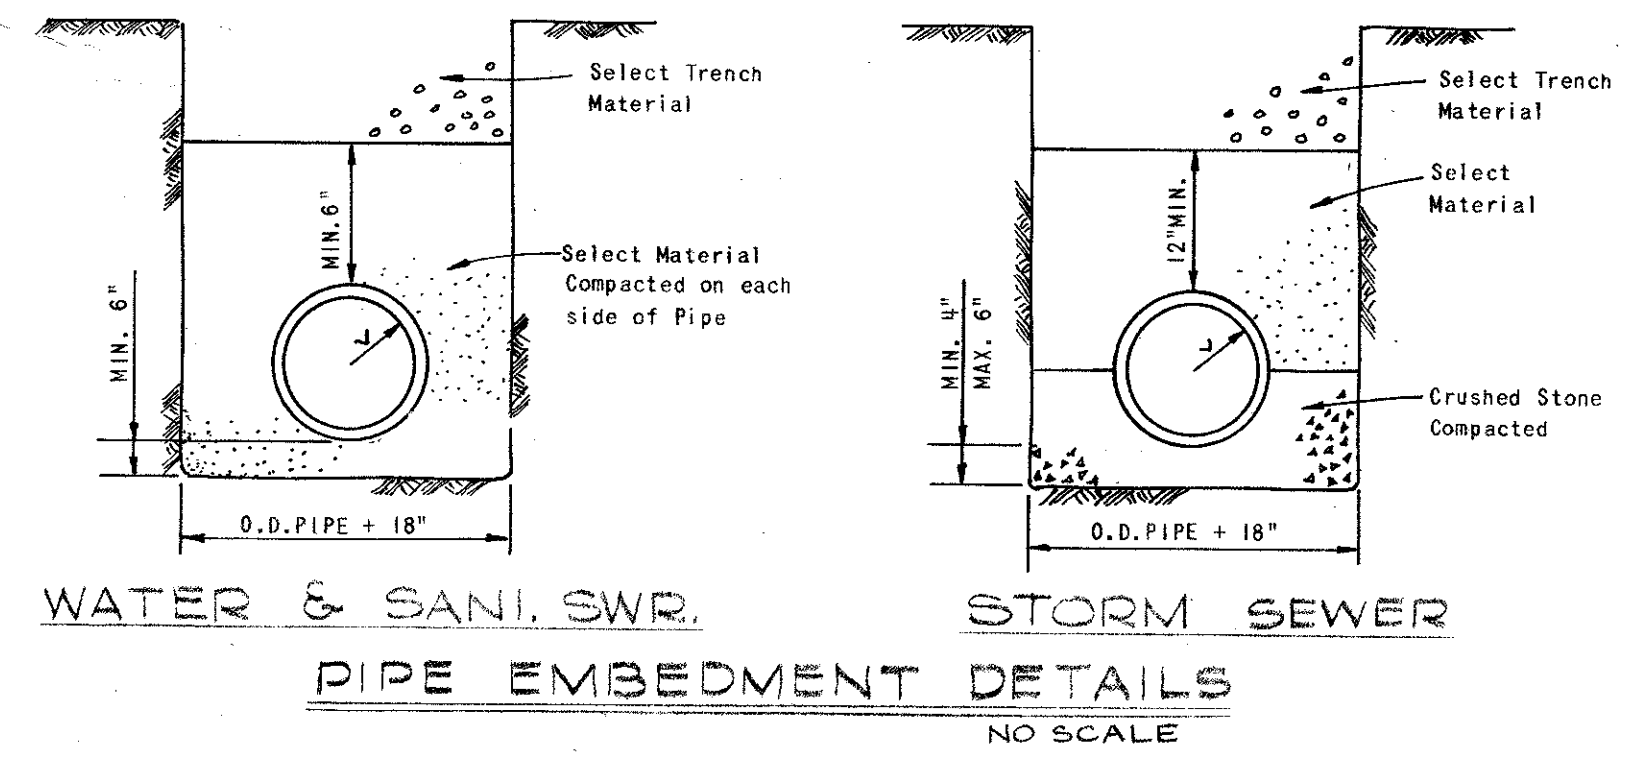 Select Trench
Material
MIN.6"
Select Material
Compacted on each
side of Pipe
MIN. 6"
O.D.PIPE + 18"
WATER & SANI. SWR.
Select Trench
Material
Select
Material
12"MIN.
MIN. 4"
MAX. 6"
Crushed Stone
Compacted
O.D.PIPE + 18"
STORM SEWER
PIPE EMBEDMENT DETAILS
NO SCALE